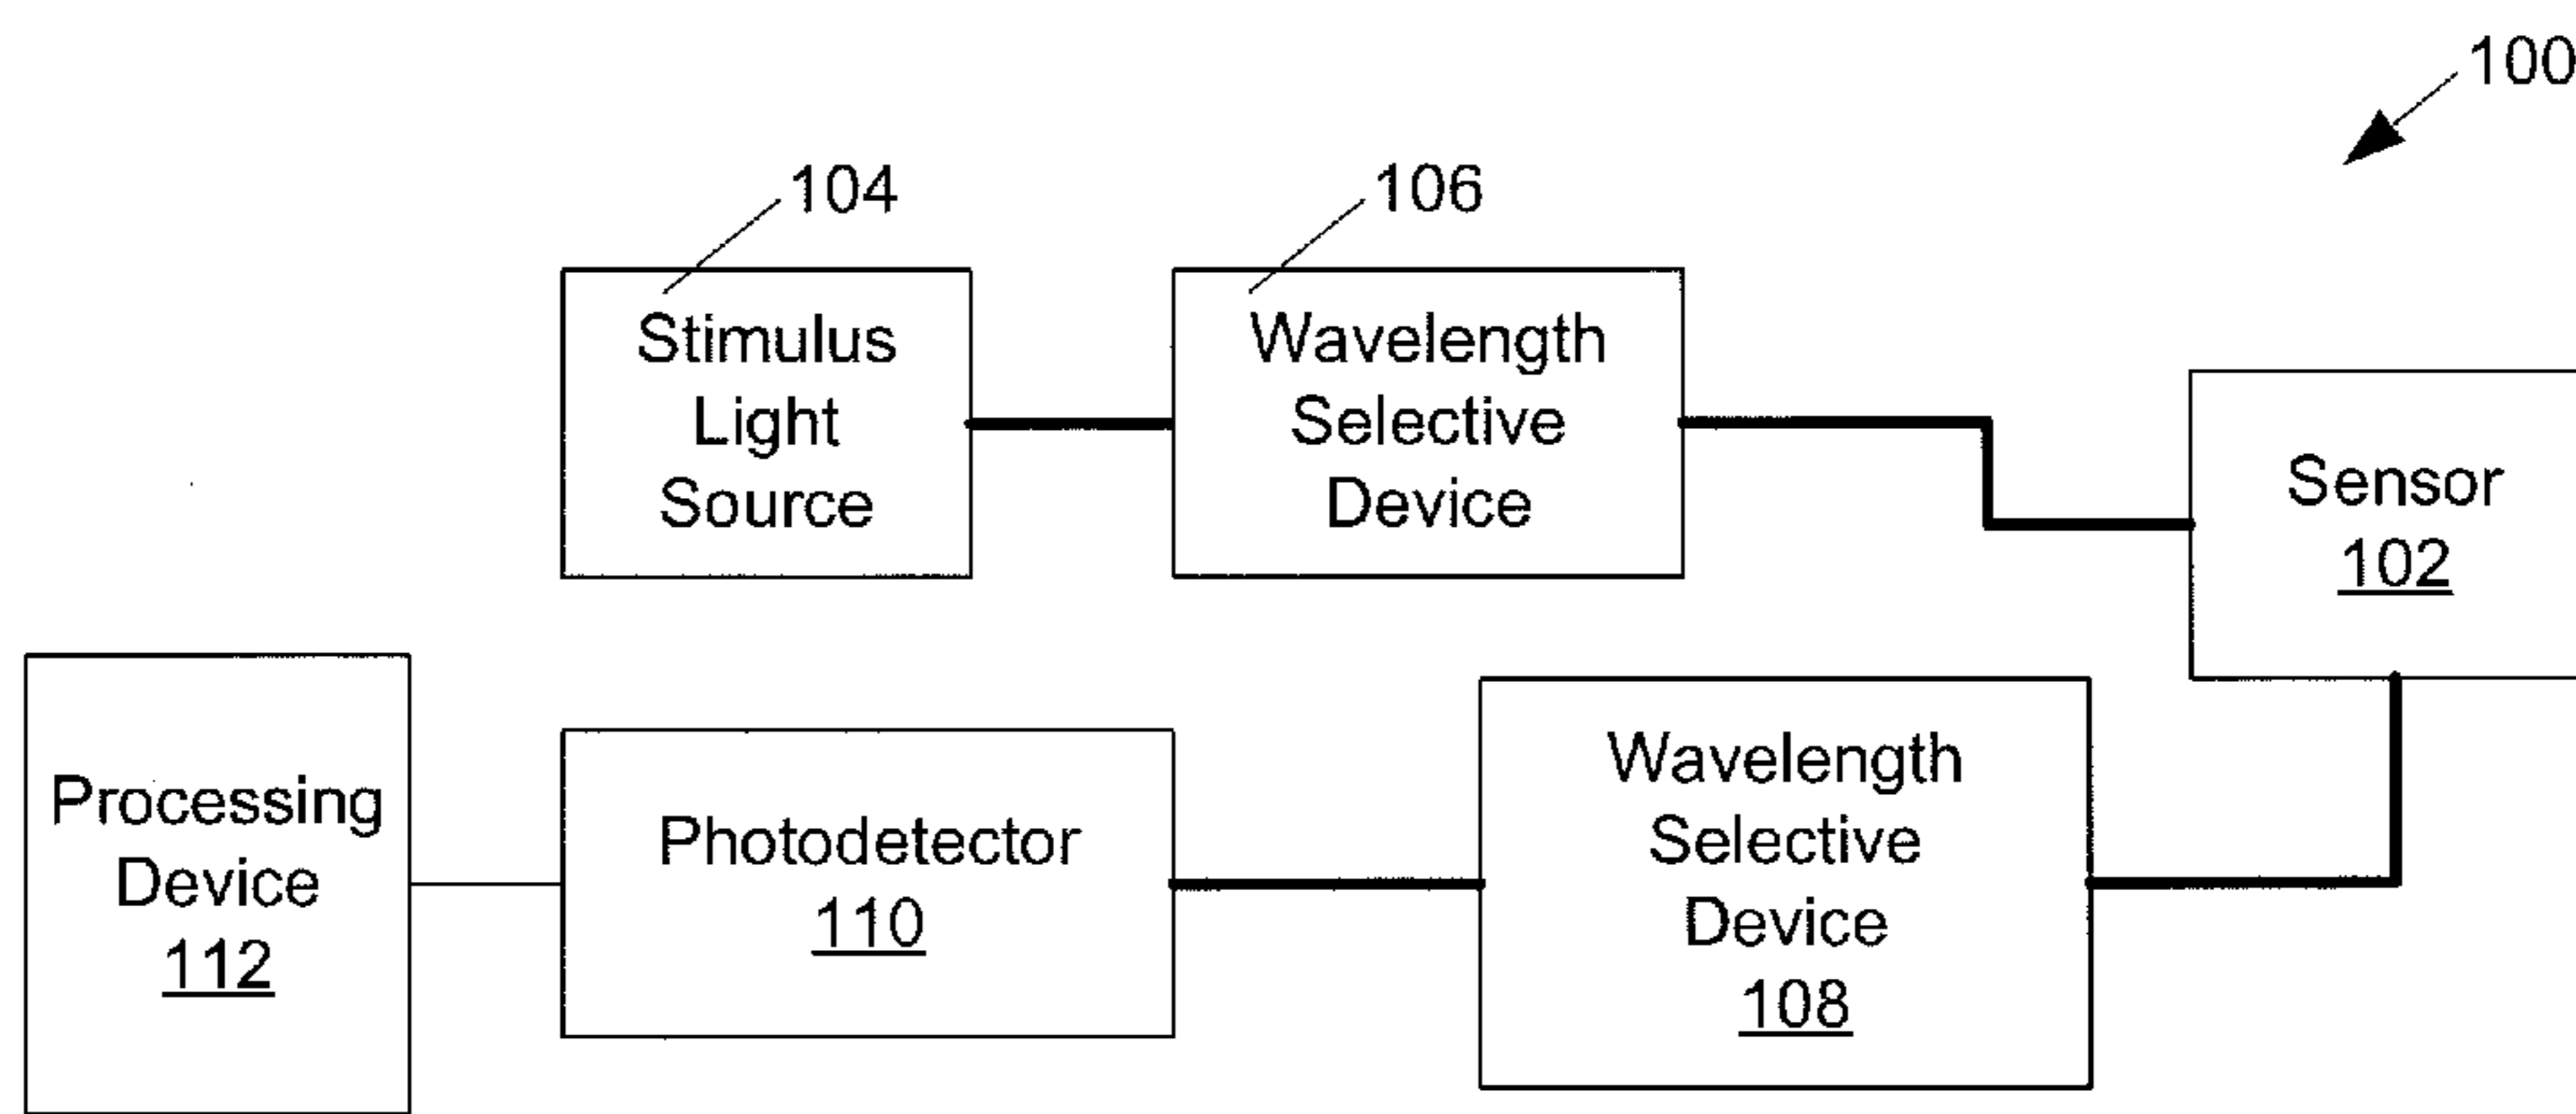 100
104
106
Stimulus
Light
Source
Wavelength
Selective
Device
Sensor
102
Processing
Device
112
Photodetector
110
Wavelength
Selective
Device
108